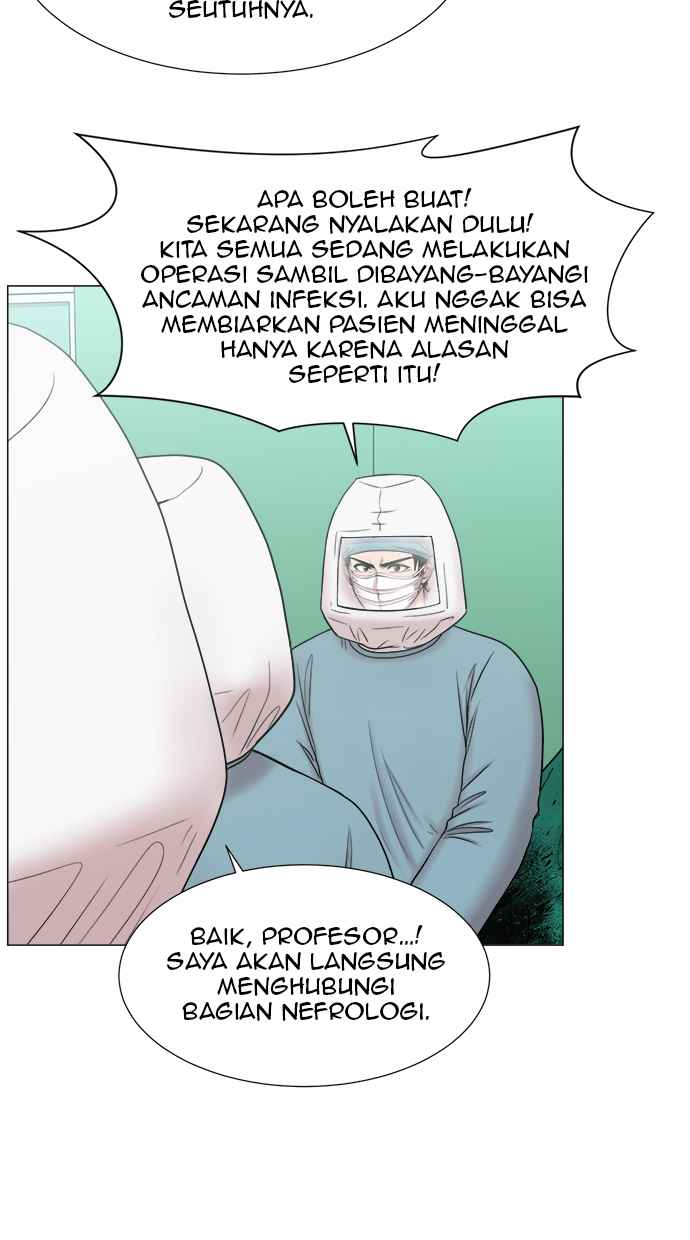 SEUTUHNYA.
APA BOLEH BUAT!
SEKARANG NYALAKAN DULU!
KITA SEMUA SEDANG MELAKUKAN
OPERASI SAMBIL DIBAYANG-BAYANGI
ANCAMAN INFEKSI. AKU NGGAK BISA
MEMBIARKAN PASIEN MENINGGAL
HANYA KARENA ALASAN
SEPERTI ITU!
BAIK, PROFESOR...!
SAYA AKAN LANGSUNG
MENGHUBUNGI
BAGIAN NEFROLOGI.